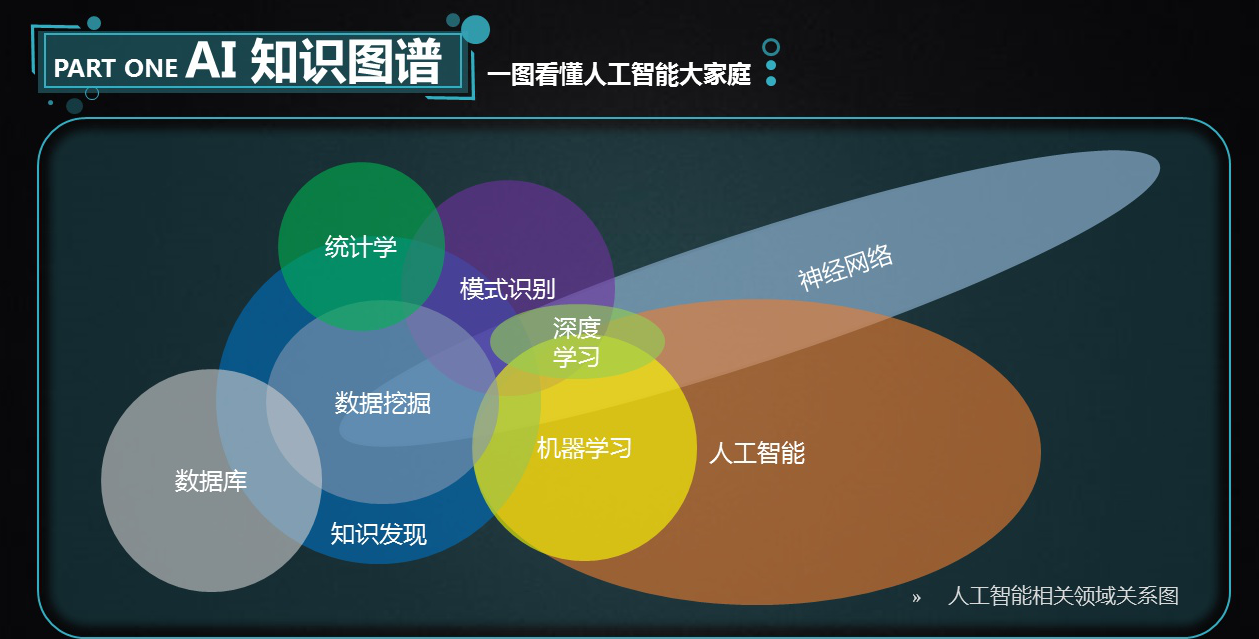 PART ONE AI 知识图谱
一图看懂人工智能大家庭
统计学
模式识别
神经网络
深度
学习
数据挖掘
机器学习
人工智能
数据库
知识发现
» 人工智能相关领域关系图